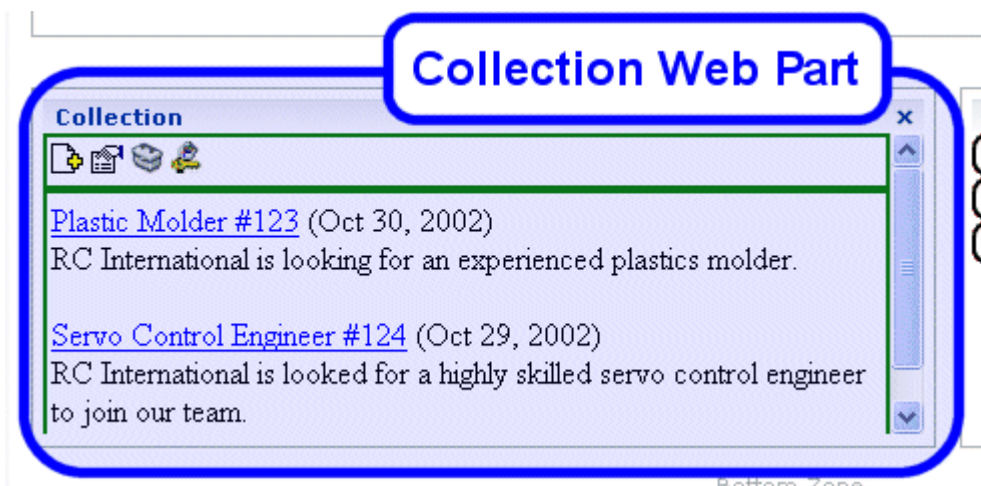 Collection Web Part
Collection
Plastic Molder #123 (Oct 30, 2002)
RC International is looking for an experienced plastics molder.
Servo Control Engineer #124 (Oct 29, 2002)
RC International is looked for a highly skilled servo control engineer
to join our team.
Bottom Zone